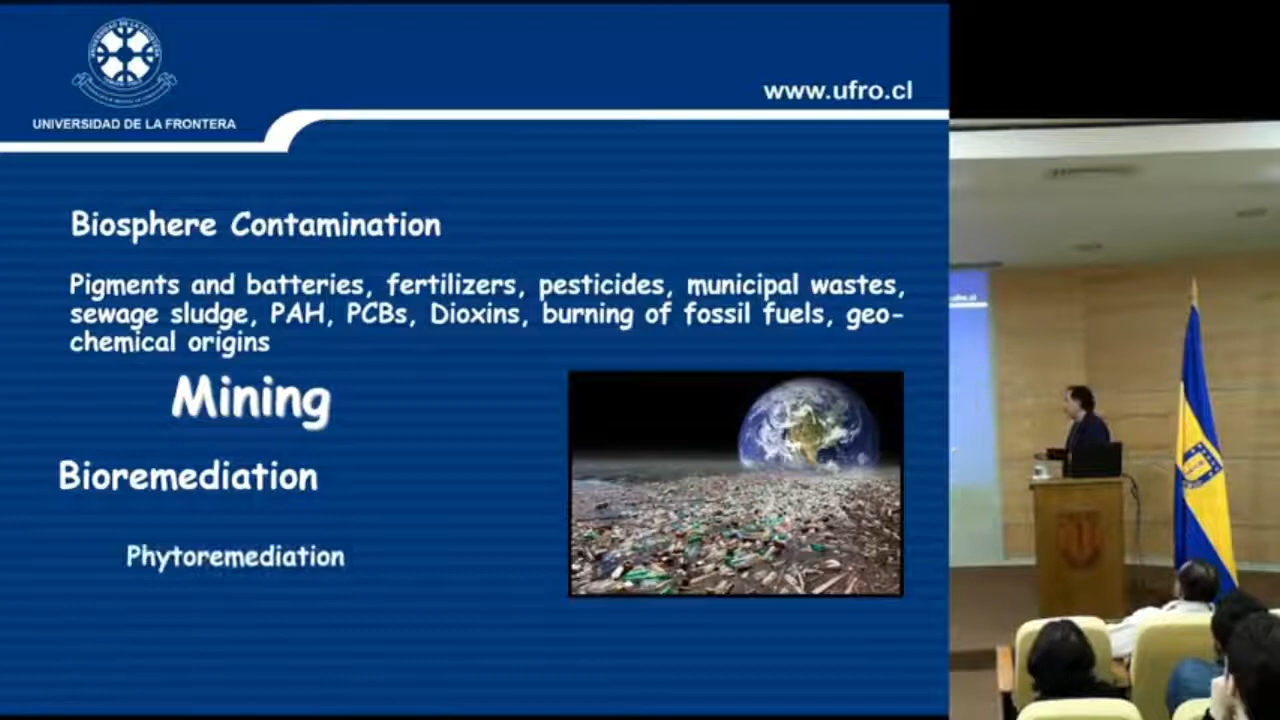 UNIVERSIDAD DE LA FRONTERA
www.ufro.cl
Biosphere Contamination
Pigments and batteries, fertilizers, pesticides, municipal wastes,
sewage sludge, PAH, PCBs, Dioxins, burning of fossil fuels, geo-
chemical origins
Mining
Bioremediation
Phytoremediation